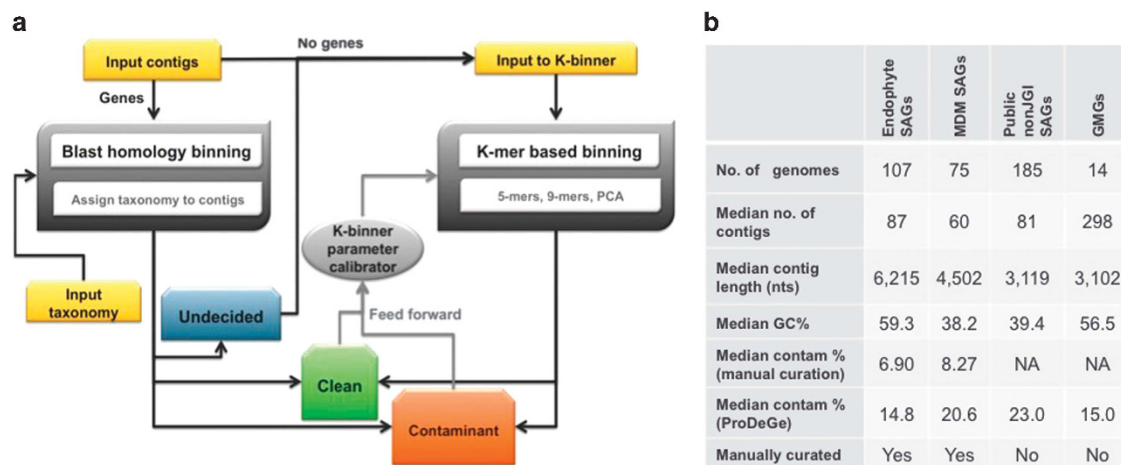 a
Input contigs
No genes
Input to K-binner
Genes
Blast homology binning
Assign taxonomy to contigs
K-mer based binning
5-mers, 9-mers, PCA
K-binner
parameter
calibrator
Input
taxonomy
Undecided
Feed forward
Clean
Contaminant
b
Endophyte
SAGs
MDM SAGs
Public
nonJGI
SAGs
GMGs
No. of genomes 107 75 185 14
Median no. of
contigs 87 60 81 298
Median contig
length (nts) 6,215 4,502 3,119 3,102
Median GC% 59.3 38.2 39.4 56.5
Median contam %
(manual curation) 6.90 8.27 NA NA
Median contam %
(ProDeGe) 14.8 20.6 23.0 15.0
Manually curated Yes Yes No No